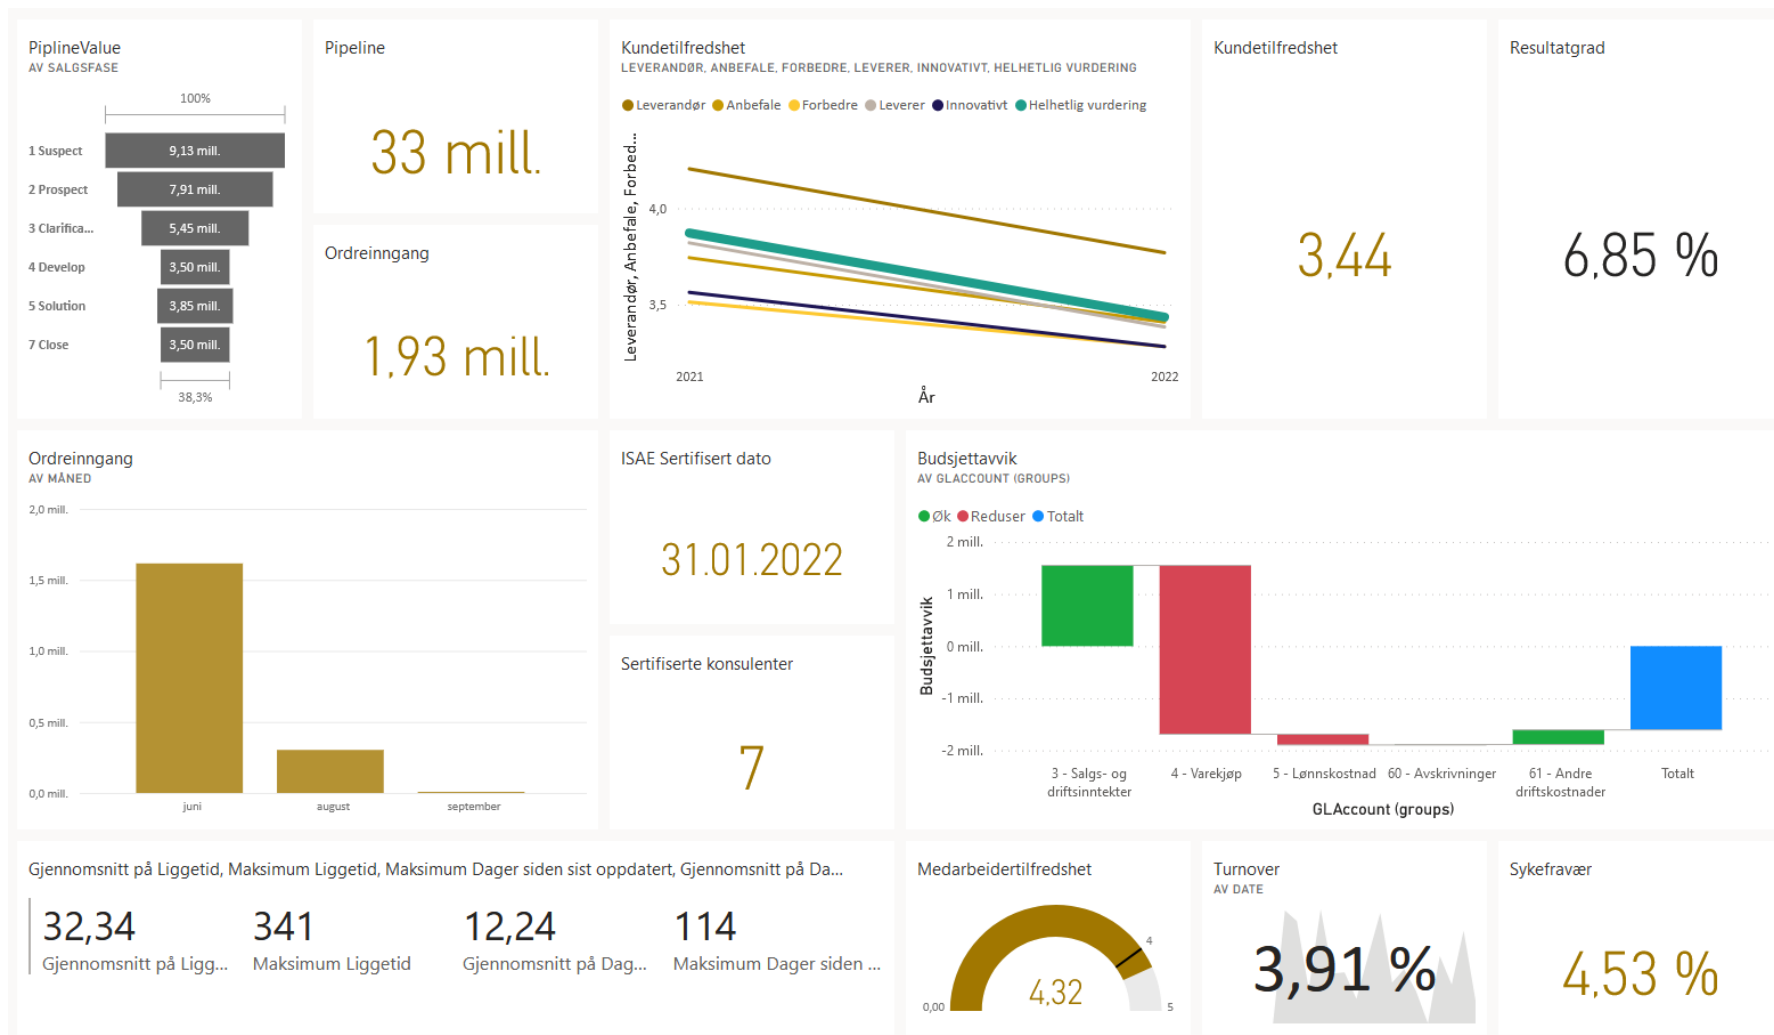 PiplineValue
AV SALGSFASE
100%
1 Suspect 9,13 mill.
2 Prospect 7,91 mill.
3 Clarifica... 5,45 mill.
4 Develop 3,50 mill.
5 Solution 3,85 mill.
7 Close 3,50 mill.
38,3%
Pipeline
33 mill.
Ordreinngang
1,93 mill.
Kundetilfredshet
LEVERANDØR, ANBEFALE, FORBEDRE, LEVERER, INNOVATIVT, HELHETLIG VURDERING
Leverandør Anbefale Forbedre Leverer Innovativt Helhetlig vurdering
Leverandør, Anbefale, Forbed...
4,0
3,5
2021 2022
År
Kundetilfredshet
3,44
Resultatgrad
6,85 %
Ordreinngang
AV MÅNED
2,0 mill.
1,5 mill.
1,0 mill.
0,5 mill.
0,0 mill.
juni august september
ISAE Sertifisert dato
31.01.2022
Sertifiserte konsulenter
7
Budsjettavvik
AV GLACCOUNT (GROUPS)
Øk Reduser Totalt
Budsjettavvik
2 mill.
1 mill.
0 mill.
-1 mill.
-2 mill.
3 - Salgs- og
driftsinntekter
4 - Varekjøp
5 - Lønnskostnad
60 - Avskrivninger
61 - Andre
driftskostnader
Totalt
GLAccount (groups)
Gjennomsnitt på Liggetid, Maksimum Liggetid, Maksimum Dager siden sist oppdatert, Gjennomsnitt på Da...
32,34
Gjennomsnitt på Ligg...
341
Maksimum Liggetid
12,24
Gjennomsnitt på Dag...
114
Maksimum Dager siden ...
Medarbeidertilfredshet
4
0,00
4,32
5
Turnover
AV DATE
3,91 %
Sykefravær
4,53 %